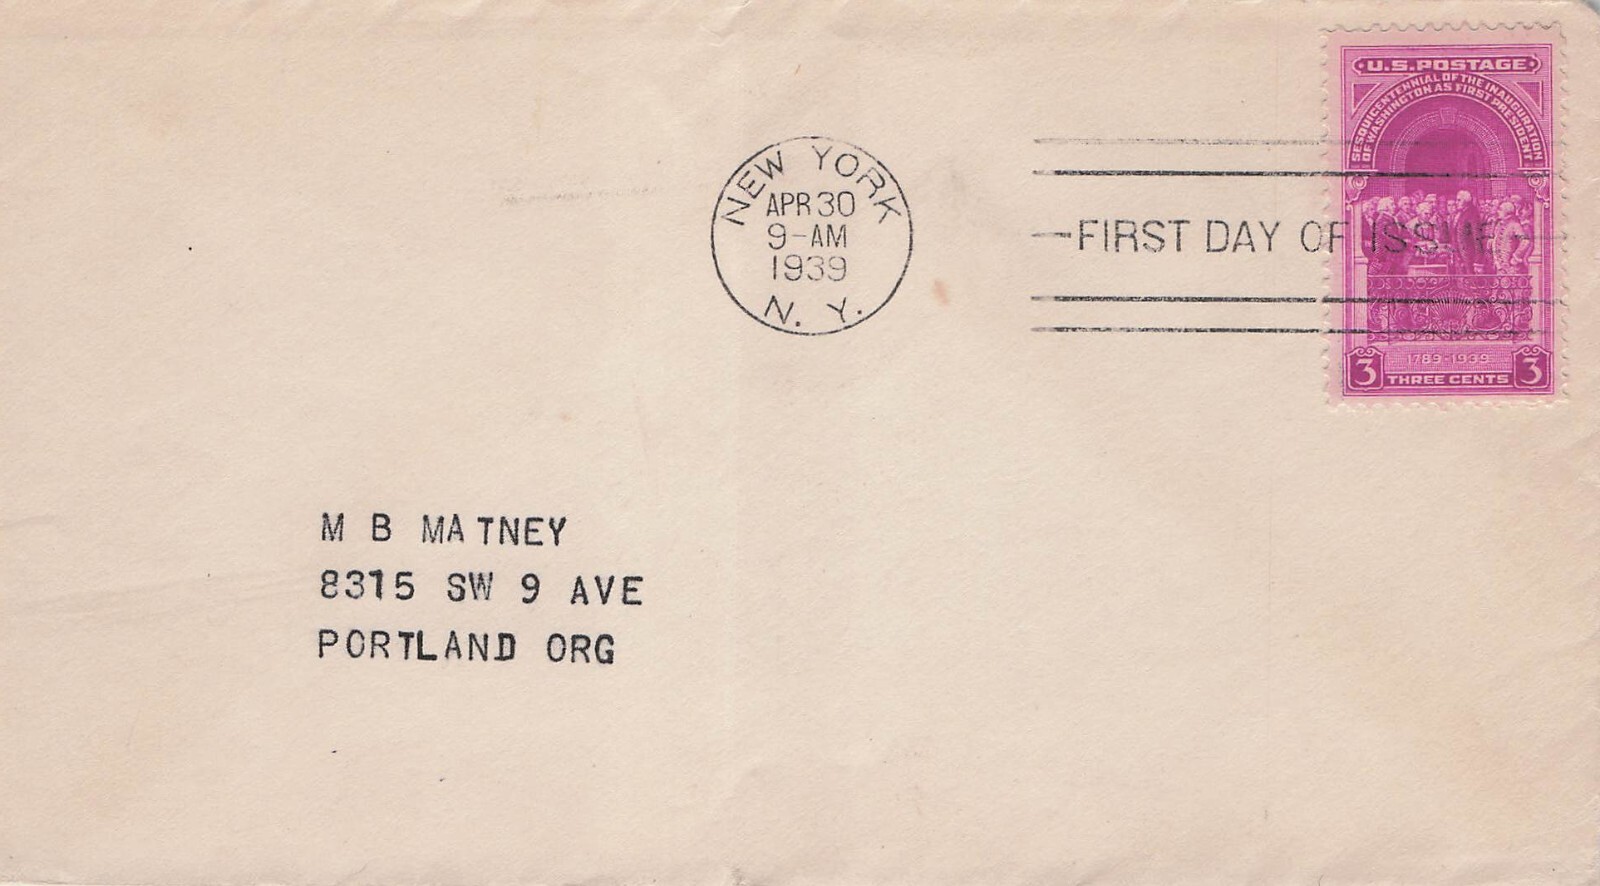 U.S.POSTAGE
SESQUICENTENNIAL OF THE INAUGURATION
OF WASHINGTON AS FIRST PRESIDENT
1789-1939
3 THREE CENTS 3
NEW YORK
APR 30
9-AM
1939
N. Y.
FIRST DAY OF ISSUE
M B MATNEY
8315 SW 9 AVE
PORTLAND ORG